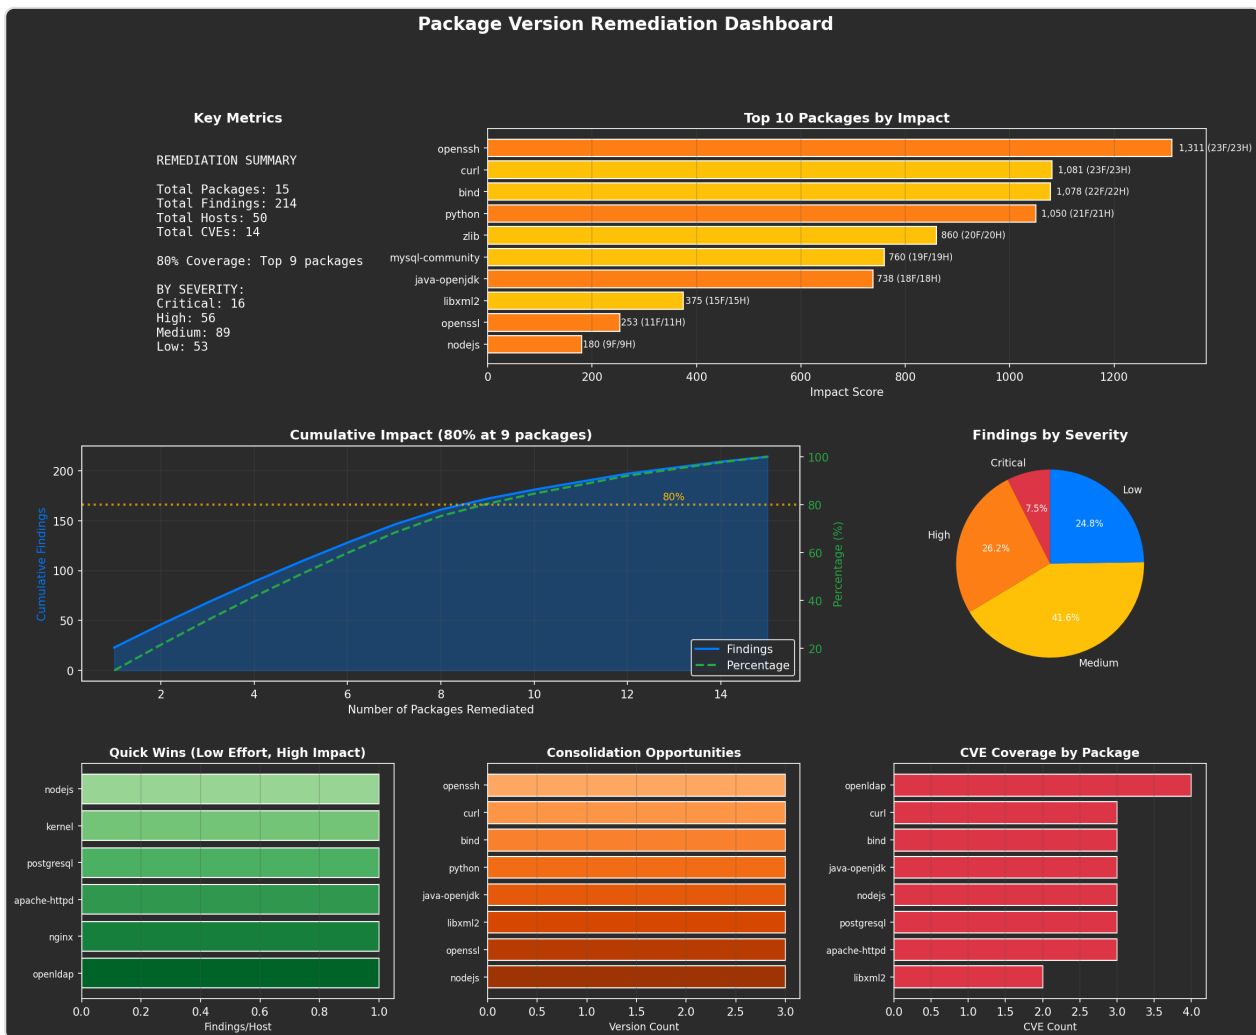 Package Version Remediation Dashboard
Key Metrics
REMEDIATION SUMMARY
Total Packages: 15
Total Findings: 214
Total Hosts: 50
Total CVEs: 14
80% Coverage: Top 9 packages
BY SEVERITY:
Critical: 16
High: 56
Medium: 89
Low: 53
Top 10 Packages by Impact
openssh 1,311 (23F/23H)
curl 1,081 (23F/23H)
bind 1,078 (22F/22H)
python 1,050 (21F/21H)
zlib 860 (20F/20H)
mysql-community 760 (19F/19H)
java-openjdk 738 (18F/18H)
libxml2 375 (15F/15H)
openssl 253 (11F/11H)
nodejs 180 (9F/9H)
0 200 400 600 800 1000 1200
Impact Score
Cumulative Impact (80% at 9 packages)
Cumulative Findings
200
150
100
50
0
80%
100
80
60
40
20
Percentage (%)
Findings
Percentage
2 4 6 8 10 12 14
Number of Packages Remediated
Findings by Severity
Critical
7.5%
Low
24.8%
High
26.2%
41.6%
Medium
Quick Wins (Low Effort, High Impact)
nodejs
kernel
postgresql
apache-httpd
nginx
openldap
0.0 0.2 0.4 0.6 0.8 1.0
Findings/Host
Consolidation Opportunities
openssh
curl
bind
python
java-openjdk
libxml2
openssl
nodejs
0.0 0.5 1.0 1.5 2.0 2.5 3.0
Version Count
CVE Coverage by Package
openldap
curl
bind
java-openjdk
nodejs
postgresql
apache-httpd
libxml2
0.0 0.5 1.0 1.5 2.0 2.5 3.0 3.5 4.0
CVE Count